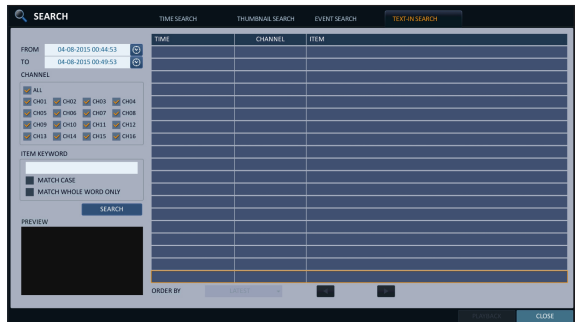 SEARCH
TIME SEARCH THUMBNAIL SEARCH EVENT SEARCH TEXT-IN SEARCH
TIME CHANNEL ITEM
FROM 04-08-2015 00:44:53
TO 04-08-2015 00:49:53
CHANNEL
ALL
CH01 CH02 CH03 CH04
CH05 CH06 CH07 CH08
CH09 CH10 CH11 CH12
CH13 CH14 CH15 CH16
ITEM KEYWORD
MATCH CASE
MATCH WHOLE WORD ONLY
SEARCH
PREVIEW
ORDER BY LATEST
PLAYBACK CLOSE